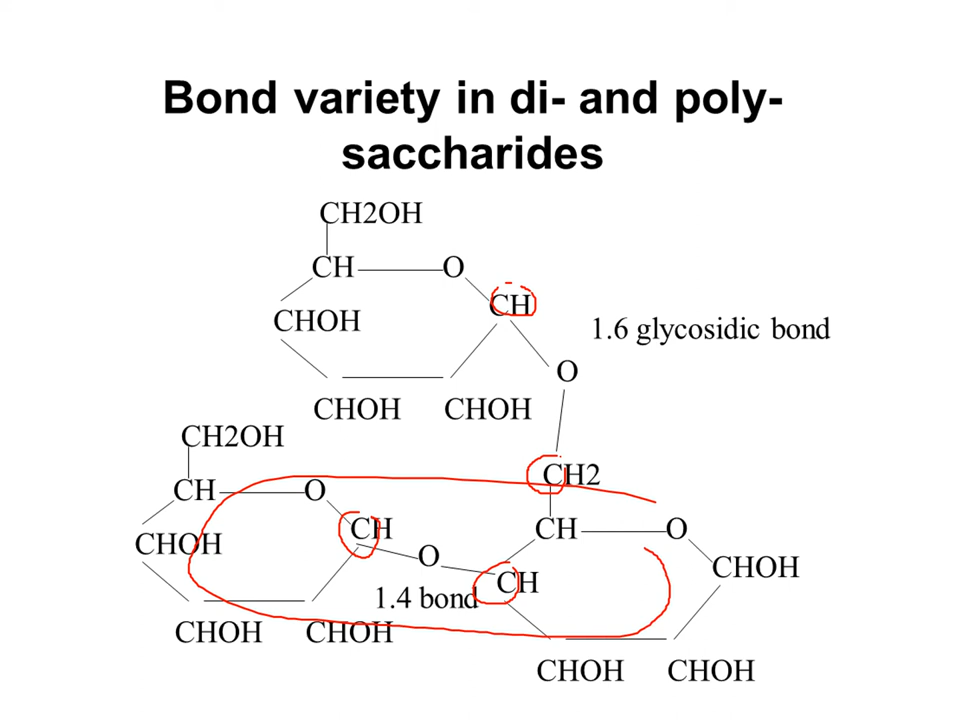 Bond variety in di- and poly-
saccharides
CH2OH
CH O
CH
CHOH
1.6 glycosidic bond
O
CHOH CHOH
CH2OH
CH2
CH O
CH
CH O
CHOH
O
CHOH
CH
1.4 bond
CHOH CHOH
CHOH CHOH